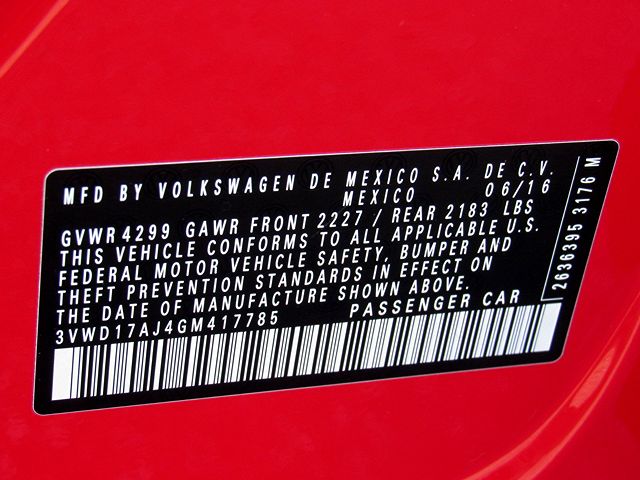 MFD BY VOLKSWAGEN DE MEXICO S.A. DE C.V.
MEXICO 06/16
GVWR 4299 GAWR FRONT 2227 / REAR 2183 LBS
THIS VEHICLE CONFORMS TO ALL APPLICABLE U.S.
FEDERAL MOTOR VEHICLE SAFETY, BUMPER AND
THEFT PREVENTION STANDARDS IN EFFECT ON
THE DATE OF MANUFACTURE SHOWN ABOVE.
3VWD17AJ4GM417785 PASSENGER CAR
2636395 3176 M